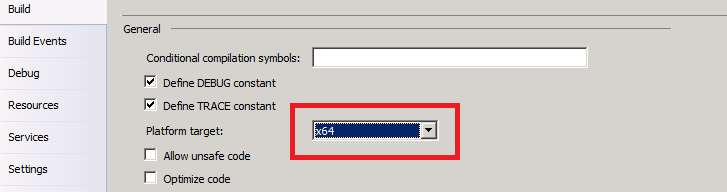 Build
Build Events
Debug
Resources
Services
Settings
General
Conditional compilation symbols:
Define DEBUG constant
Define TRACE constant
Platform target:
x64
Allow unsafe code
Optimize code